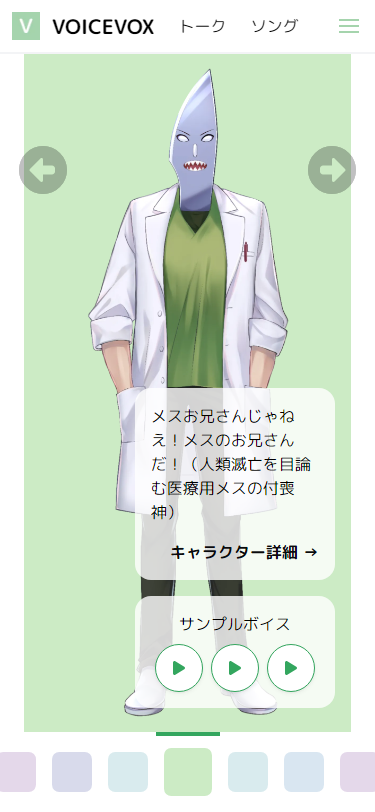 V VOICEVOX トーク ソング
メスお兄さんじゃね
え！メスのお兄さん
だ！（人類滅亡を目論
む医療用メスの付喪
神）
キャラクター詳細 →
サンプルボイス